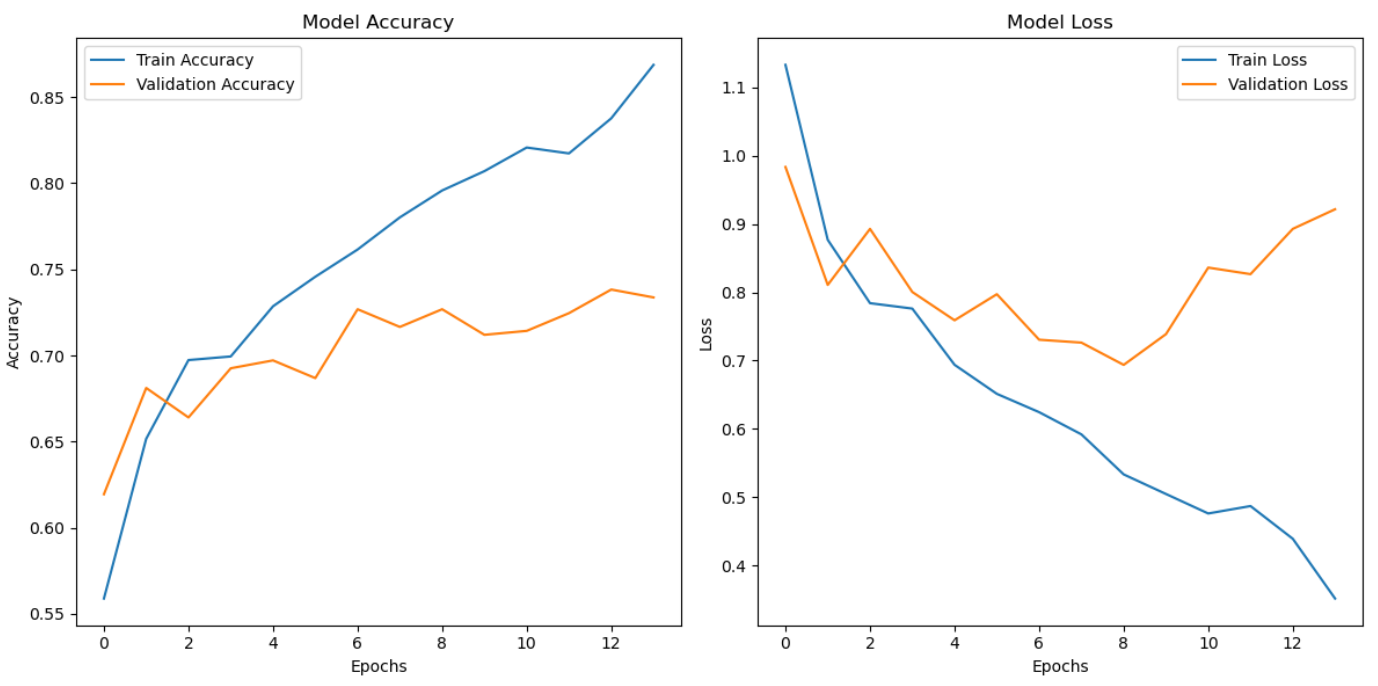 Model Accuracy
Train Accuracy
Validation Accuracy
Accuracy
0.85
0.80
0.75
0.70
0.65
0.60
0.55
0 2 4 6 8 10 12
Epochs
Model Loss
Train Loss
Validation Loss
Loss
1.1
1.0
0.9
0.8
0.7
0.6
0.5
0.4
0 2 4 6 8 10 12
Epochs